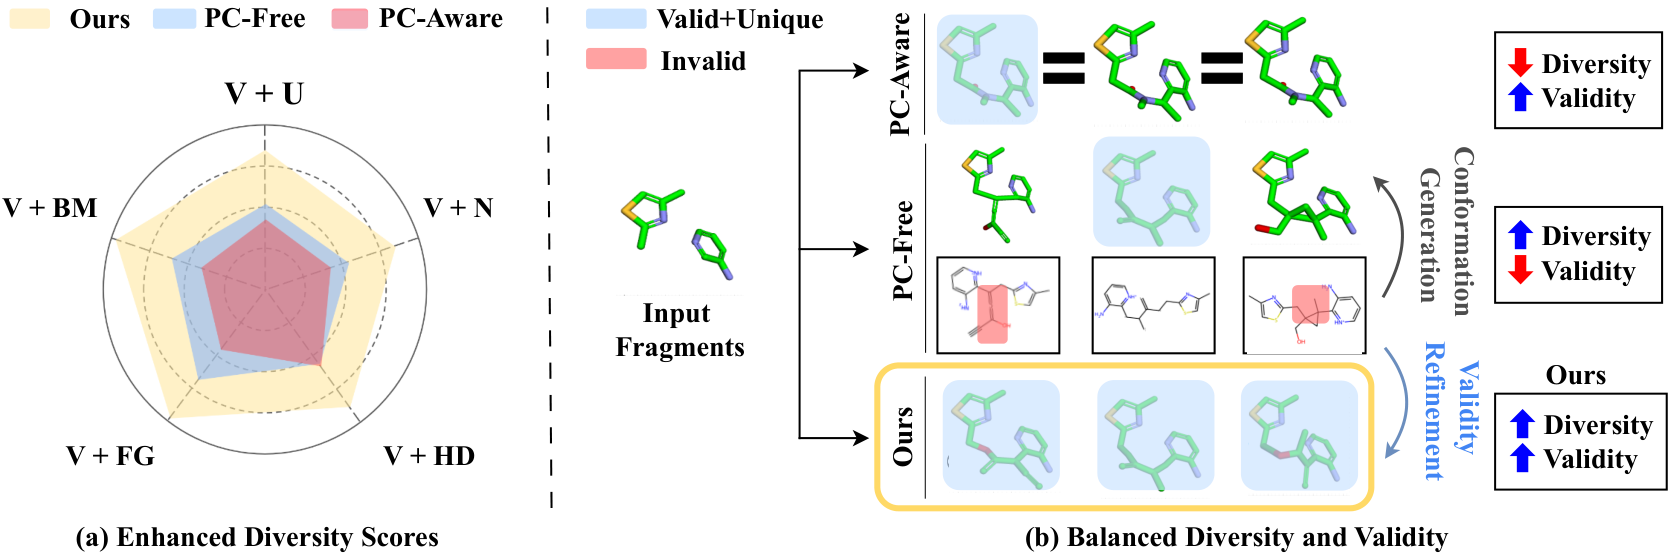 Ours
PC-Free
PC-Aware
V + U
V + BM
V + N
V + FG
V + HD
(a) Enhanced Diversity Scores
Valid+Unique
Invalid
Input
Fragments
PC-Aware
PC-Free
Ours
Conformation
Generation
Validity
Refinement
Diversity
Validity
Diversity
Validity
Ours
Diversity
Validity
(b) Balanced Diversity and Validity